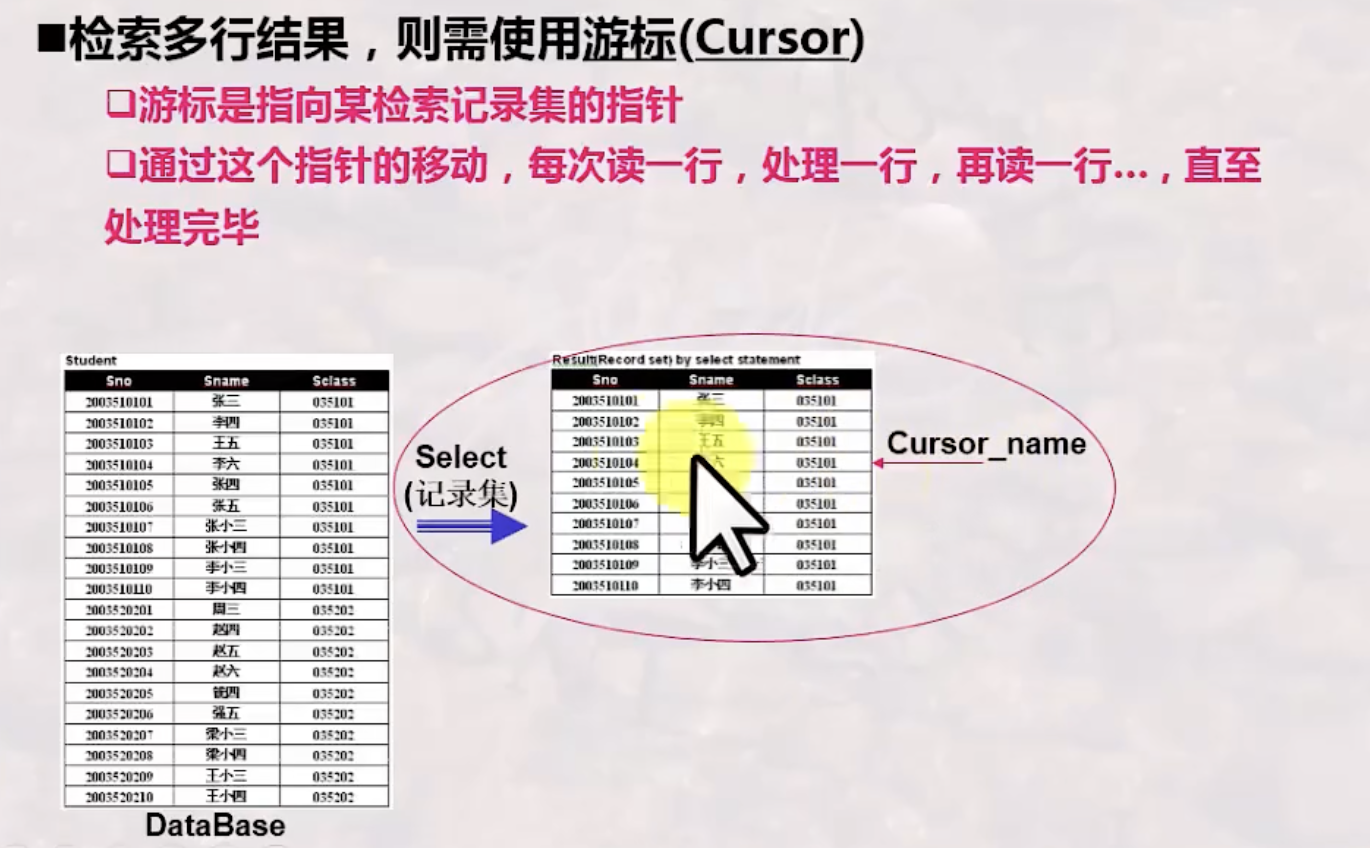 ■检索多行结果，则需使用游标(Cursor)
❑游标是指向某检索记录集的指针
❑通过这个指针的移动，每次读一行，处理一行，再读一行…，直至
处理完毕
Student
Sno Sname Sclass
2003510101 张三 035101
2003510102 李四 035101
2003510103 王五 035101
2003510104 李六 035101
2003510105 张四 035101
2003510106 张五 035101
2003510107 张小三 035101
2003510108 张小四 035101
2003510109 李小三 035101
2003510110 李小四 035101
2003520201 周三 035202
2003520202 赵四 035202
2003520203 赵五 035202
2003520204 赵六 035202
2003520205 四 035202
2003520206 强五 035202
2003520207 梁小三 035202
2003520208 梁小四 035202
2003520209 王小三 035202
2003520210 王小四 035202
DataBase
Select
(记录集)
Result(Record set) by select statement
Sno Sname Sclass
2003510101 张三 035101
2003510102 李四 035101
2003510103 王五 035101
2003510104 六 035101
2003510105 035101
2003510106 035101
2003510107 035101
2003510108 035101
2003510109 李小三 035101
2003510110 李小四 035101
Cursor_name